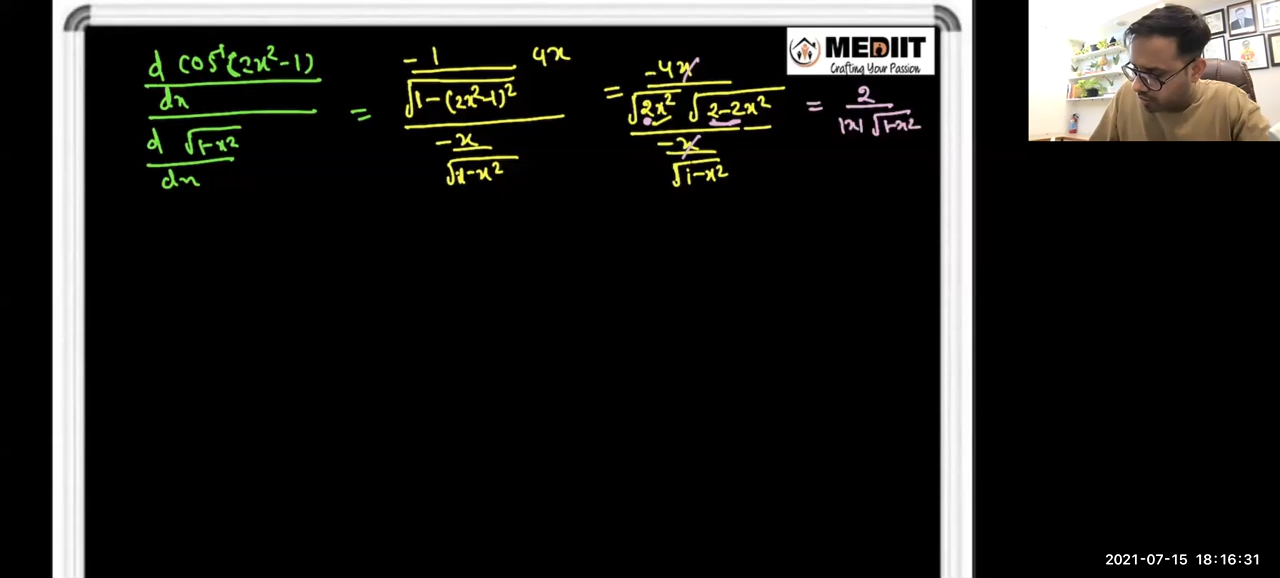 d cos⁻¹(2x²-1) / dx / d √1-x² / dx = -1 / √1-(2x²-1)² 4x / -x / √1-x² = -4x / √2x² √2-2x² / -x / √1-x² = 2 / |x| √1-x²
MEDIIT
Crafting Your Passion
2021-07-15 18:16:31